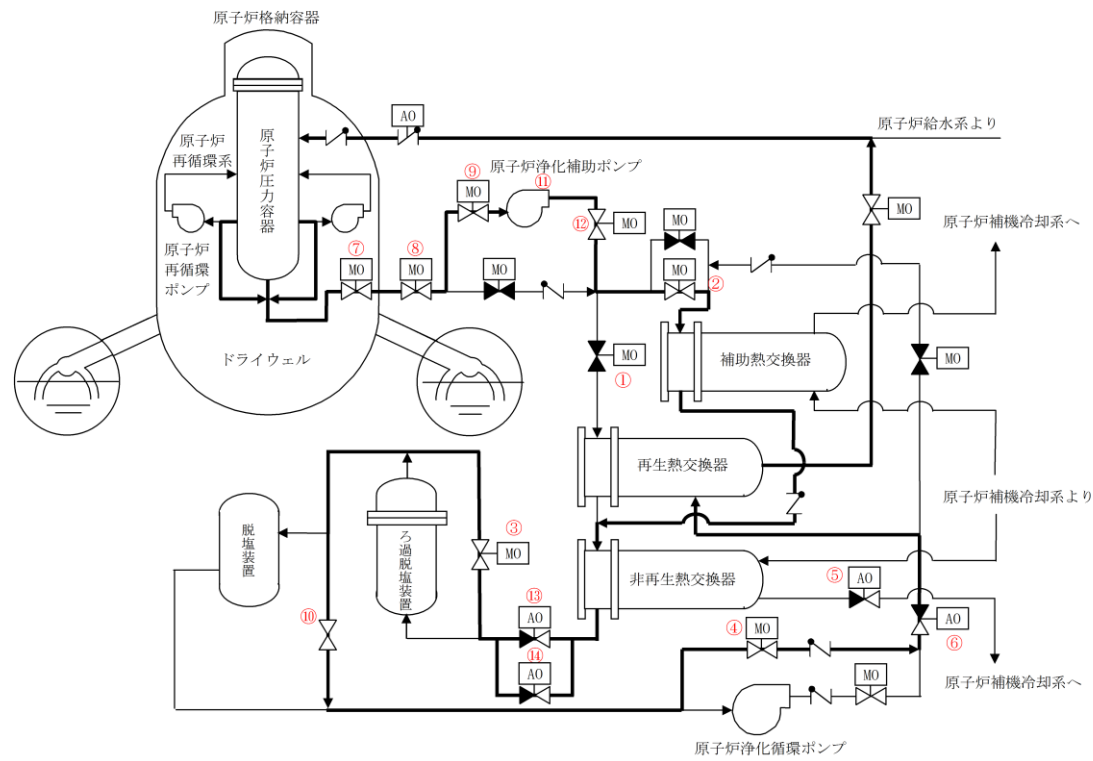 原子炉格納容器
原子炉
再循環系
原子炉圧力容器
原子炉
再循環
ポンプ
ドライウェル
AO
原子炉給水系より
⑨
原子炉浄化補助ポンプ
MO
⑪
⑫
MO
MO
MO
原子炉補機冷却系へ
⑦
MO
⑧
MO
MO
MO
②
MO
①
補助熱交換器
MO
再生熱交換器
原子炉補機冷却系より
脱塩装置
ろ過脱塩装置
③
MO
非再生熱交換器
⑤
AO
⑩
⑬
AO
④
MO
AO
⑥
⑭
AO
MO
原子炉補機冷却系へ
原子炉浄化循環ポンプ